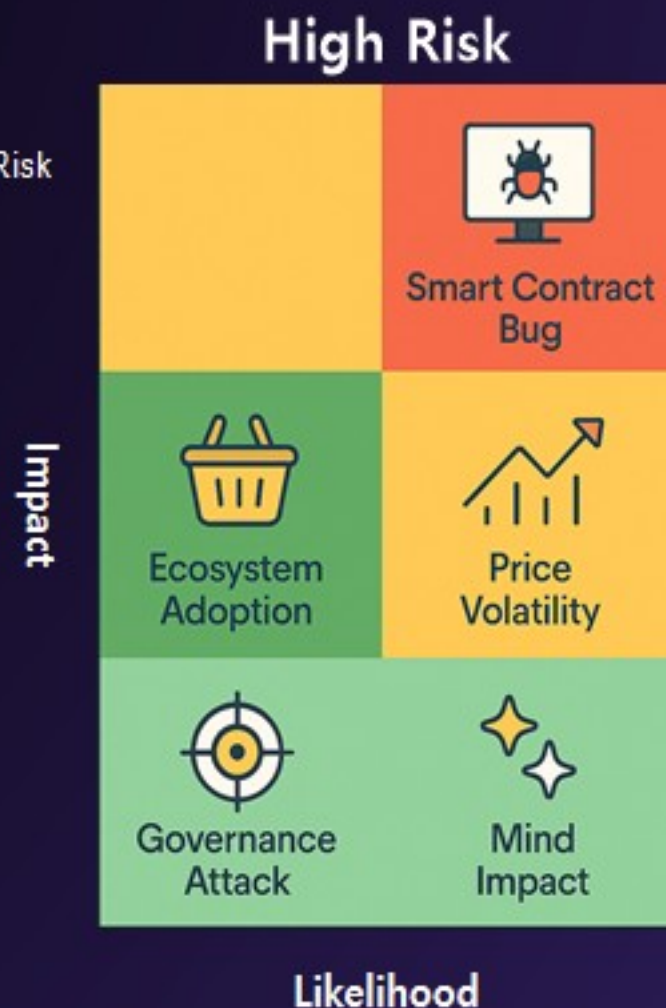 High Risk
Risk
Smart Contract
Bug
Impact
Ecosystem
Adoption
Price
Volatility
Governance
Attack
Mind
Impact
Likelihood